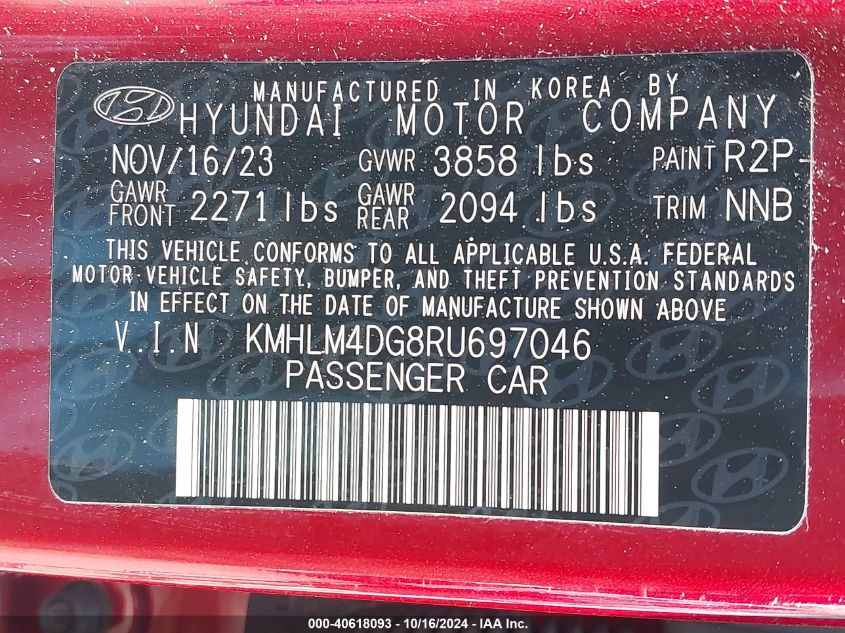 MANUFACTURED IN KOREA BY
HYUNDAI MOTOR COMPANY
NOV/16/23 GVWR 3858 lbs PAINT R2P
GAWR FRONT 2271 lbs GAWR REAR 2094 lbs TRIM NNB
THIS VEHICLE CONFORMS TO ALL APPLICABLE U.S.A. FEDERAL
MOTOR VEHICLE SAFETY, BUMPER, AND THEFT PREVENTION STANDARDS
IN EFFECT ON THE DATE OF MANUFACTURE SHOWN ABOVE
V.I.N KMHLM4DG8RU697046
PASSENGER CAR
000-40618093 - 10/16/2024 - IAA Inc.